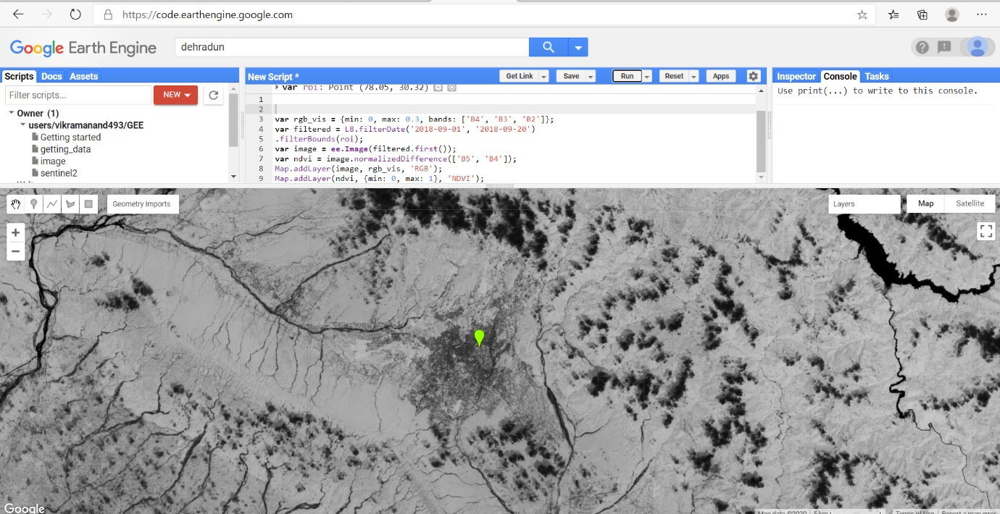 https://code.earthengine.google.com
Google Earth Engine
dehradun
Scripts Docs Assets
New Script *
Get Link Save Run Reset Apps
Inspector Console Tasks
Filter scripts...
NEW
Use print(...) to write to this console.
Owner (1)
users/vikramanand493/GEE
Getting started
getting_data
image
sentinel2
var roi: Point (78.05, 30.32)
1
2
3 var rgb_vis = {min: 0, max: 0.3, bands: ['B4', 'B3', 'B2']};
4 var filtered = L8.filterDate('2018-09-01', '2018-09-20')
5 .filterBounds(roi);
6 var image = ee.Image(filtered.first());
7 var ndvi = image.normalizedDifference(['B5', 'B4']);
8 Map.addLayer(image, rgb_vis, 'RGB');
9 Map.addLayer(ndvi, {min: 0, max: 1}, 'NDVI');
Geometry Imports
Layers
Map Satellite
Google
Map data ©2020 5 km Terms of Use Report a map error